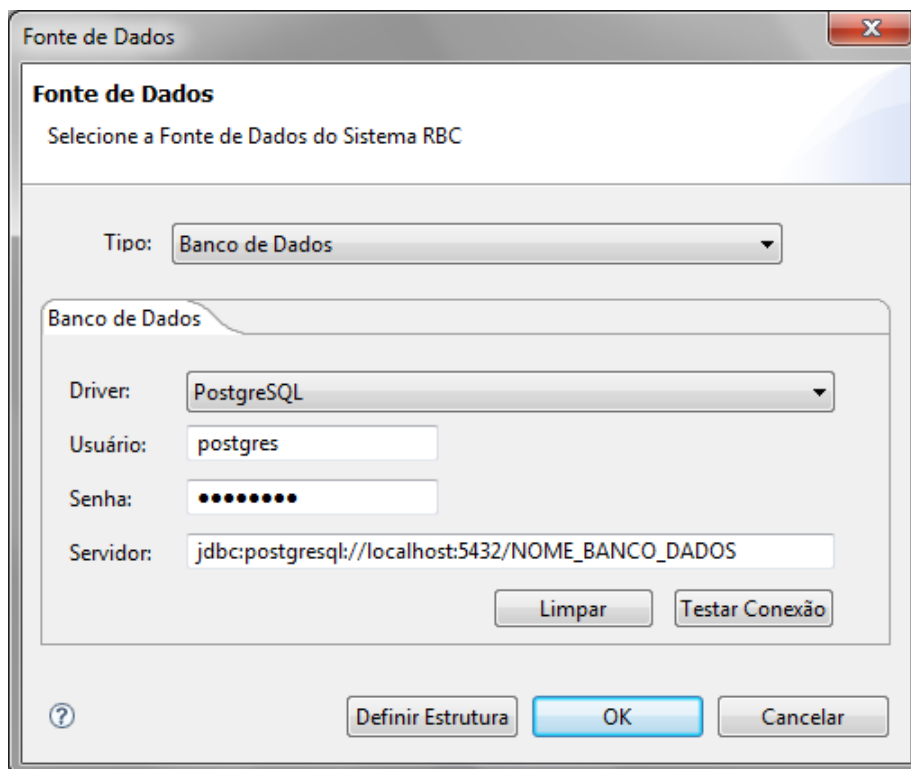 Fonte de Dados
Fonte de Dados
Selecione a Fonte de Dados do Sistema RBC
Tipo: Banco de Dados
Banco de Dados
Driver: PostgreSQL
Usuário: postgres
Senha: ••••••••
Servidor: jdbc:postgresql://localhost:5432/NOME_BANCO_DADOS
Limpar Testar Conexão
? Definir Estrutura OK Cancelar